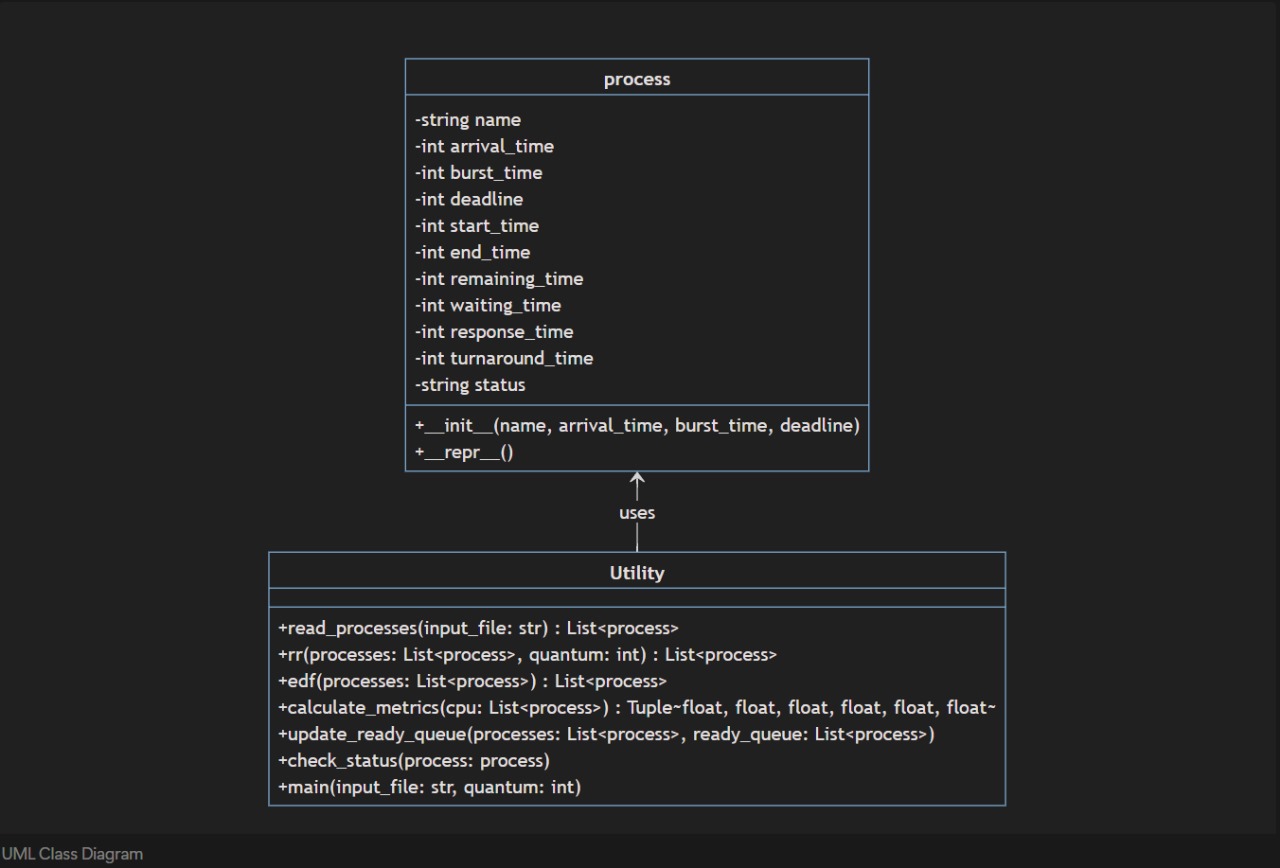 process
-string name
-int arrival_time
-int burst_time
-int deadline
-int start_time
-int end_time
-int remaining_time
-int waiting_time
-int response_time
-int turnaround_time
-string status
+__init__(name, arrival_time, burst_time, deadline)
+__repr__()
uses
Utility
+read_processes(input_file: str) : List<process>
+rr(processes: List<process>, quantum: int) : List<process>
+edf(processes: List<process>) : List<process>
+calculate_metrics(cpu: List<process>) : Tuple~float, float, float, float, float, float~
+update_ready_queue(processes: List<process>, ready_queue: List<process>)
+check_status(process: process)
+main(input_file: str, quantum: int)
UML Class Diagram